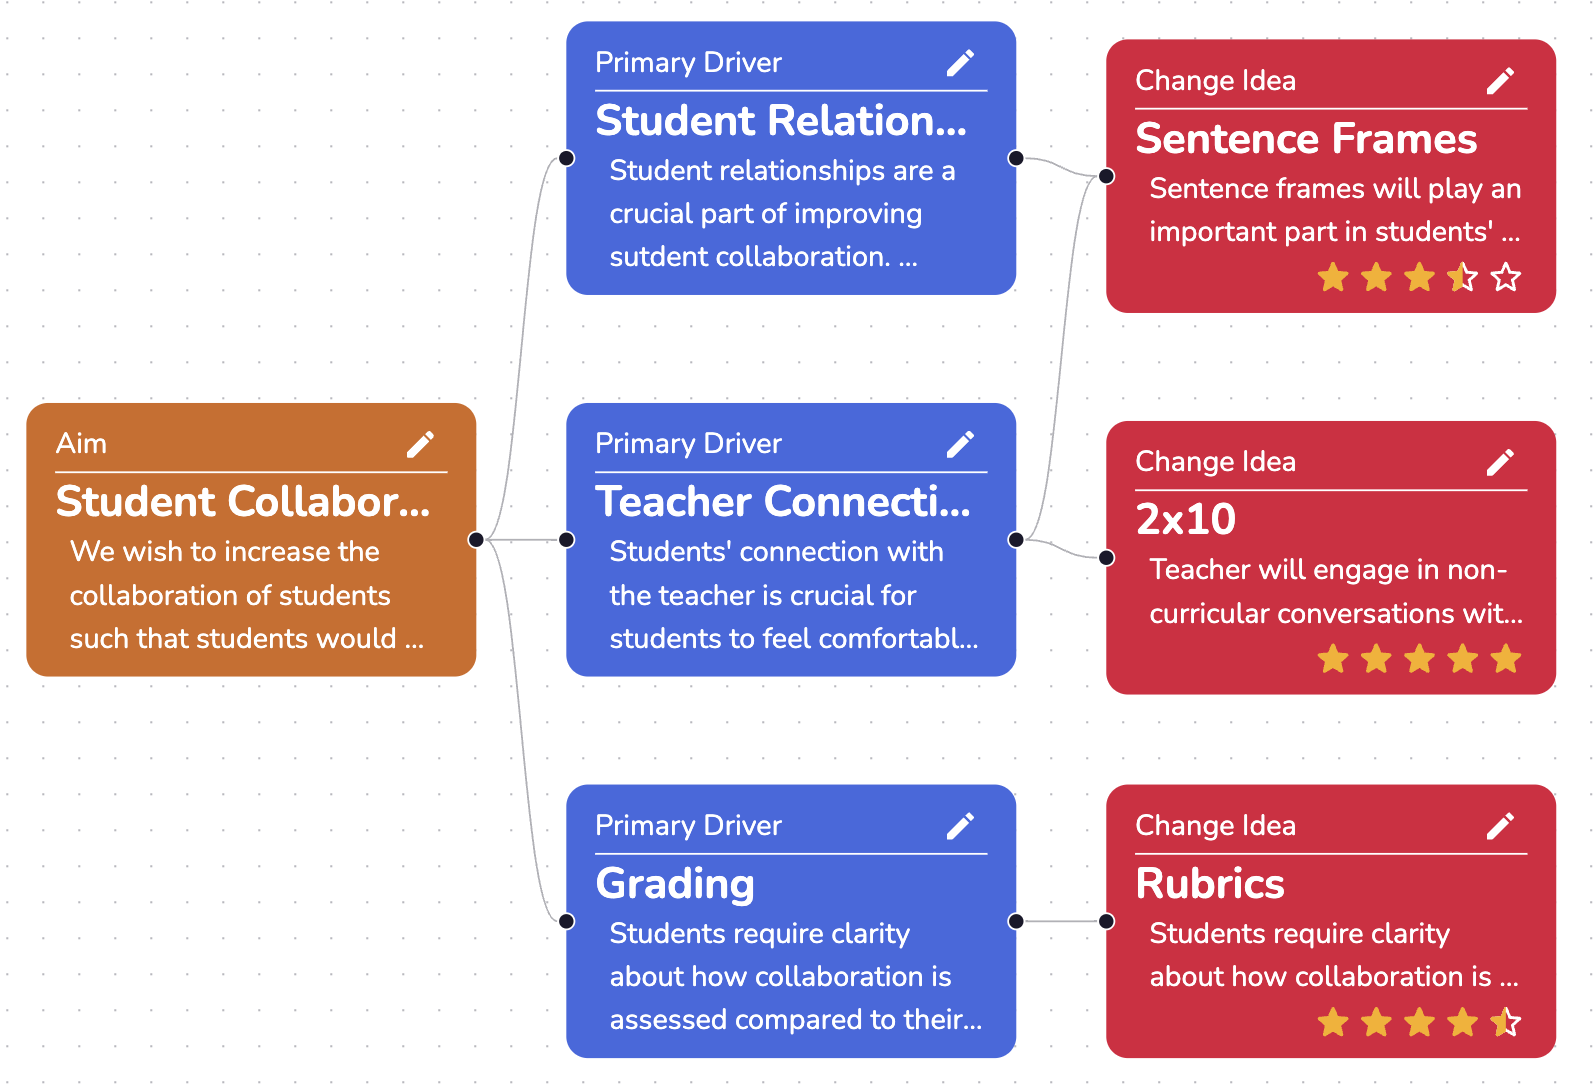 Primary Driver
Student Relation...
Student relationships are a
crucial part of improving
sutdent collaboration. ...
Change Idea
Sentence Frames
Sentence frames will play an
important part in students' ...
Aim
Student Collabor...
We wish to increase the
collaboration of students
such that students would ...
Primary Driver
Teacher Connecti...
Students' connection with
the teacher is crucial for
students to feel comfortabl...
Change Idea
2x10
Teacher will engage in non-
curricular conversations wit...
Primary Driver
Grading
Students require clarity
about how collaboration is
assessed compared to their...
Change Idea
Rubrics
Students require clarity
about how collaboration is ...